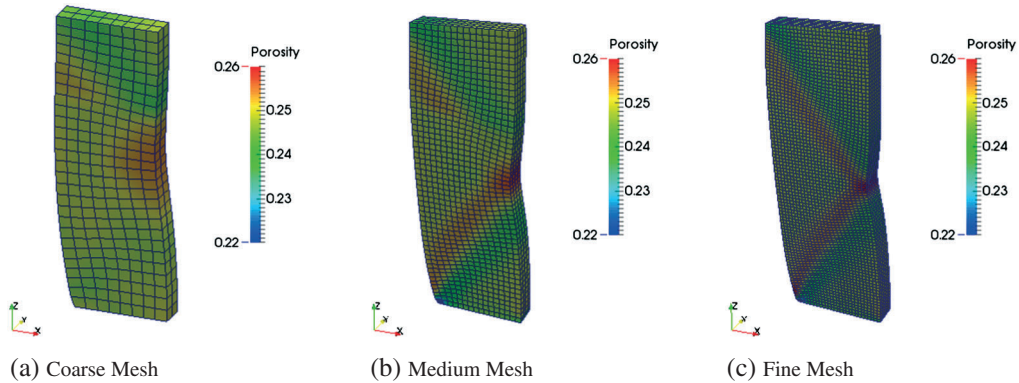 Porosity
0.26
0.25
0.24
0.23
0.22
Z
Y
X
(a) Coarse Mesh
Porosity
0.26
0.25
0.24
0.23
0.22
Z
Y
X
(b) Medium Mesh
Porosity
0.26
0.25
0.24
0.23
0.22
Z
Y
X
(c) Fine Mesh